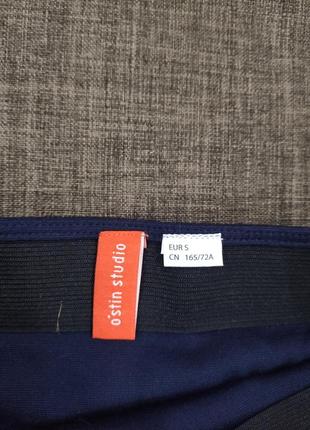 o'stin studio
EUR S
CN 165/72A